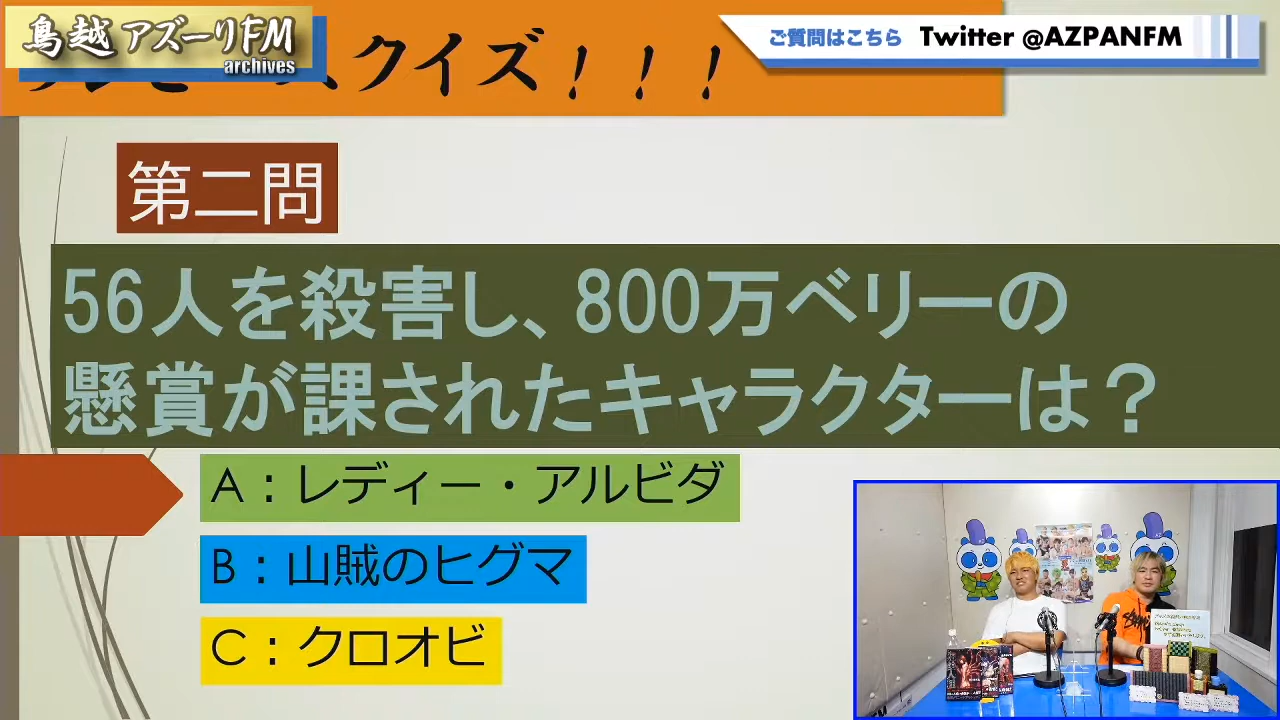 鳥越アズーリFM
archives
ご質問はこちら Twitter @AZPANFM
クイズ!!!
第二問
56人を殺害し、800万ベリーの
懸賞が課されたキャラクターは?
A:レディー・アルビダ
B:山賊のヒグマ
C:クロオビ